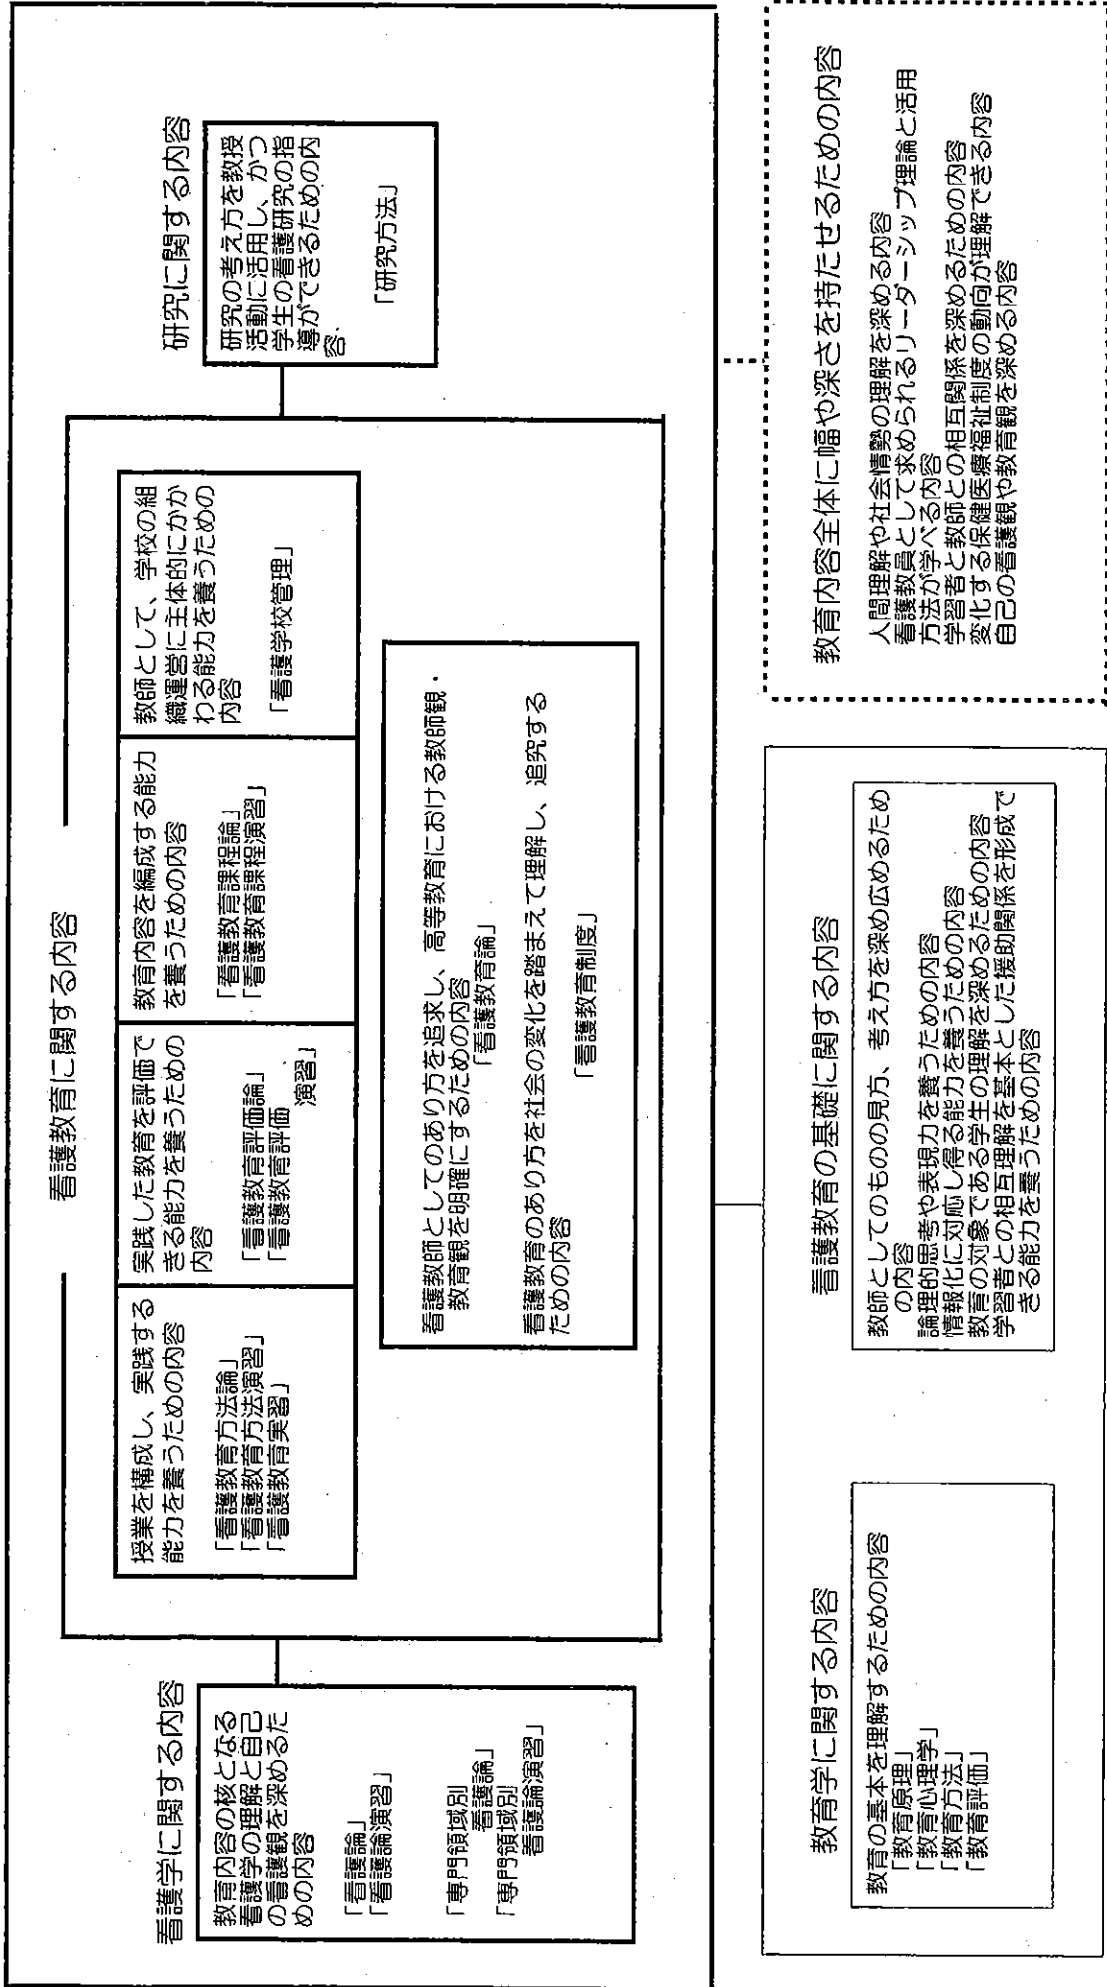 看護教育に関する内容
看護学に関する内容
教育内容の核となる
看護学の理解と自己
の看護観を深めるた
めの内容
「看護論」
「看護論演習」
「専門領域別
看護論」
「専門領域別
看護論演習」
授業を構成し、実践する
能力を養うための内容
「看護教育方法論」
「看護教育方法演習」
「看護教育実習」
実践した教育を評価で
きる能力を養うための
内容
「看護教育評価論」
「看護教育評価
演習」
教育内容を編成する能力
を養うための内容
「看護教育課程論」
「看護教育課程演習」
教師として、学校の組
織運営に主体的にかか
わる能力を養うための
内容
「看護学校管理」
看護教師としてのあり方を追求し、高等教育における教師観・
教育観を明確にするための内容
「看護教育論」
看護教育のあり方を社会の変化を踏まえて理解し、追究する
ための内容
「看護教育制度」
研究に関する内容
研究の考え方を教授
活動に活用し、かつ
学生の看護研究の指
導ができるための内
容
「研究方法」
教育学に関する内容
教育の基本を理解するための内容
「教育原理」
「教育心理学」
「教育方法」
「教育評価」
看護教育の基礎に関する内容
教師としてのものの見方、考え方を深め広めるため
の内容
論理的思考や表現力を養うための内容
情報化に対応し得る能力を養うための内容
教育の対象である学生の理解を深めるための内容
学習者との相互理解を基本とした援助関係を形成で
きる能力を養うための内容
教育内容全体に幅や深さを持たせるための内容
人間理解や社会情勢の理解を深める内容
看護教員として求められるリーダーシップ理論と活用
方法が学べる内容
学習者と教師との相互関係を深めるための内容
変化する保健医療福祉制度の動向が理解できる内容
自己の看護観や教育観を深める内容